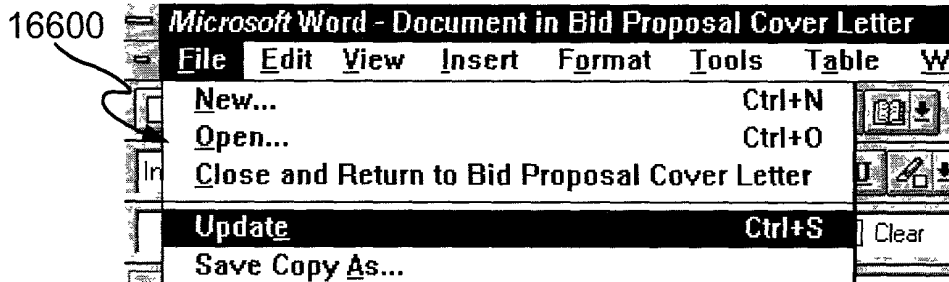 16600
Microsoft Word - Document in Bid Proposal Cover Letter
File Edit View Insert Format Tools Table W
New... Ctrl+N
Open... Ctrl+O
In
Close and Return to Bid Proposal Cover Letter
Update Ctrl+S
Clear
Save Copy As...